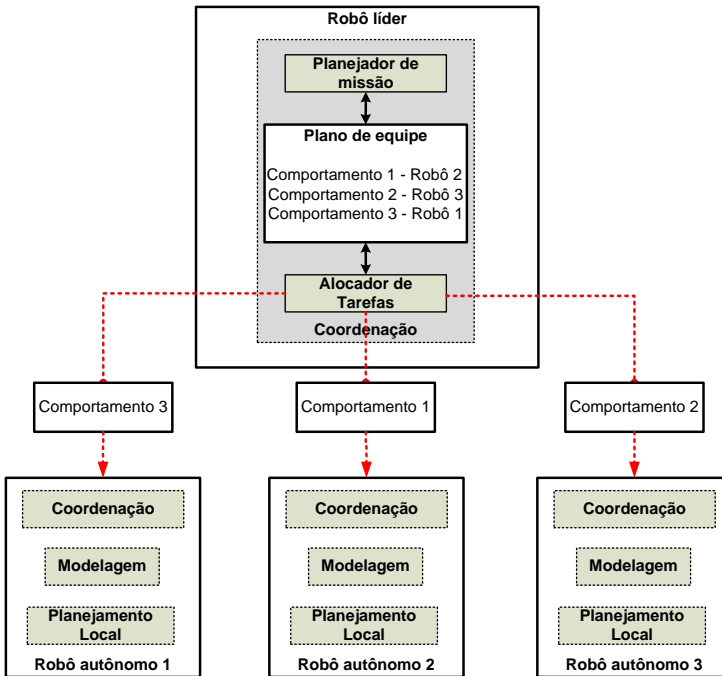 Robô líder
Planejador de
missão
Plano de equipe
Comportamento 1 - Robô 2
Comportamento 2 - Robô 3
Comportamento 3 - Robô 1
Alocador de
Tarefas
Coordenação
Comportamento 3
Comportamento 1
Comportamento 2
Coordenação
Modelagem
Planejamento
Local
Robô autônomo 1
Coordenação
Modelagem
Planejamento
Local
Robô autônomo 2
Coordenação
Modelagem
Planejamento
Local
Robô autônomo 3